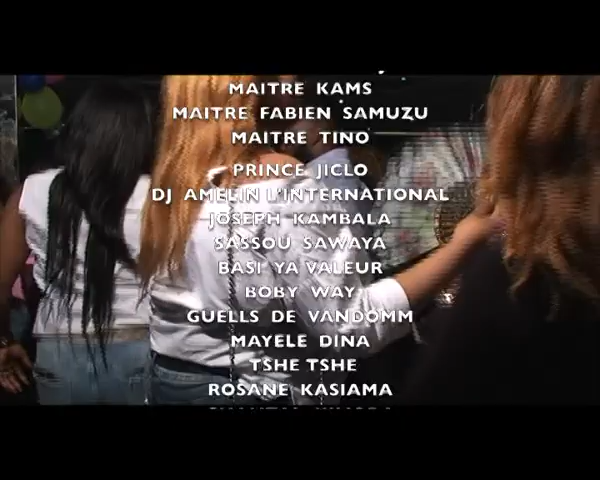 MAITRE KAMS
MAITRE FABIEN SAMUZU
MAITRE TINO
PRINCE JICLO
DJ AMELIN L'INTERNATIONAL
JOSEPH KAMBALA
SASSOU SAWAYA
BASI YA VALEUR
BOBY WAY
GUELLS DE VANDOMM
MAYELE DINA
TSHE TSHE
ROSANE KASIAMA